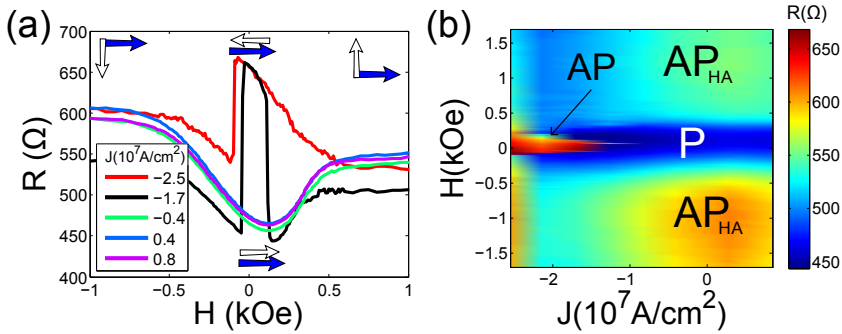 (a)
700
650
600
550
500
450
400
R (Ω)
J(10⁷A/cm²)
−2.5
−1.7
−0.4
0.4
0.8
−1
−0.5
0
0.5
1
H (kOe)
(b)
R(Ω)
1.5
1
0.5
0
−0.5
−1
−1.5
H(kOe)
AP
AP_HA
P
AP_HA
−2
−1
0
J(10⁷A/cm²)
650
600
550
500
450